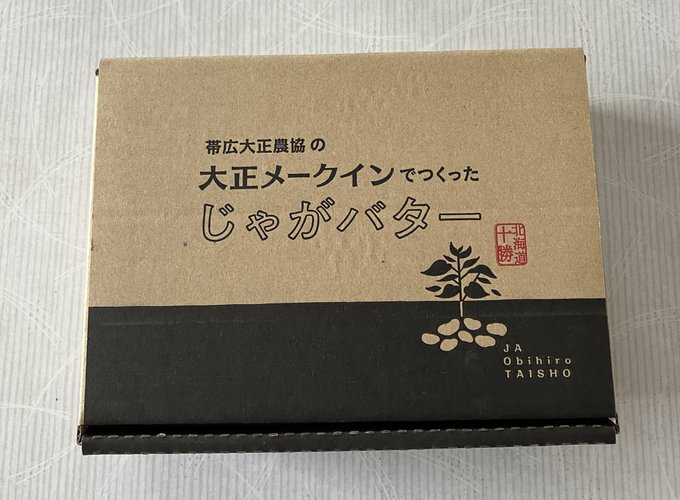 帯広大正農協の
大正メークインでつくった
じゃがバター
北海道
十勝
JA
Obihiro
TAISHO